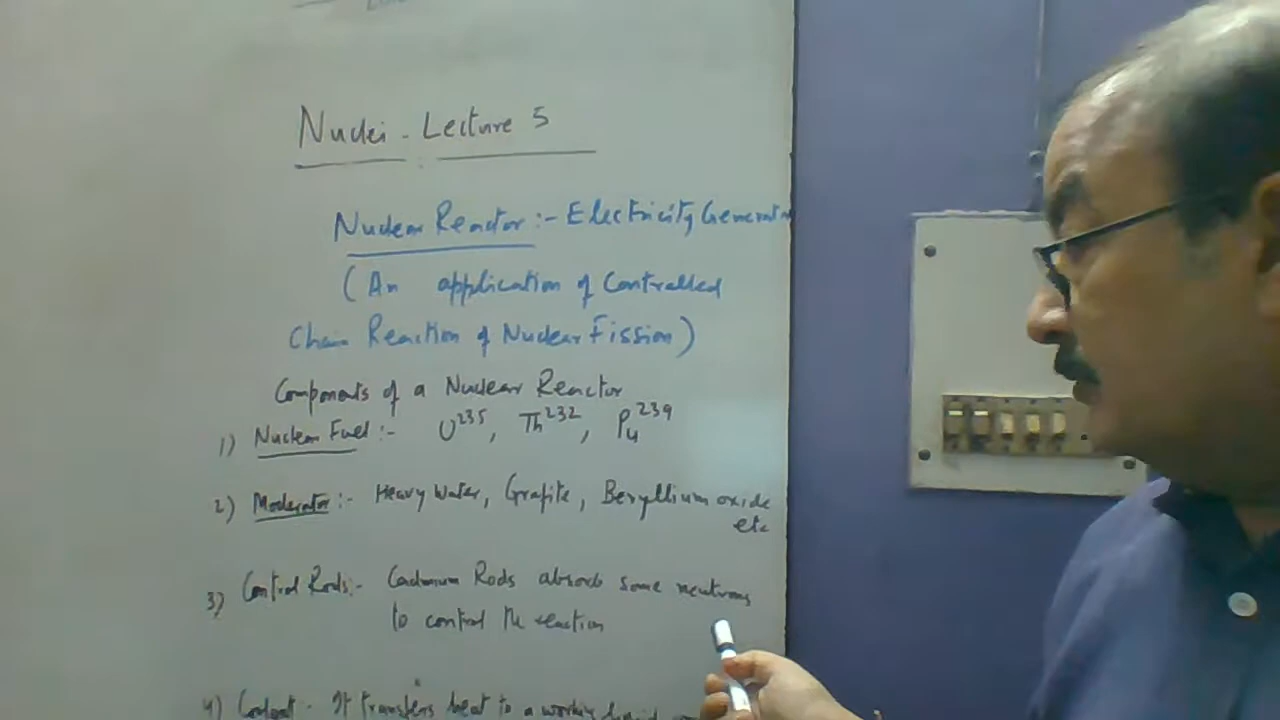 Nuclei - Lecture 5
Nuclear Reactor :- Electricity Generation
(An application of Controlled
Chain Reaction of Nuclear Fission)
Components of a Nuclear Reactor
1) Nuclear Fuel :- U235, Th232, Pu239
2) Moderator :- Heavy Water, Grafite, Beryllium oxide
etc
3) Control Rods:- Cadmium Rods absorb some neutrons
to control the reaction
4) Coolant - It transfers heat to a working